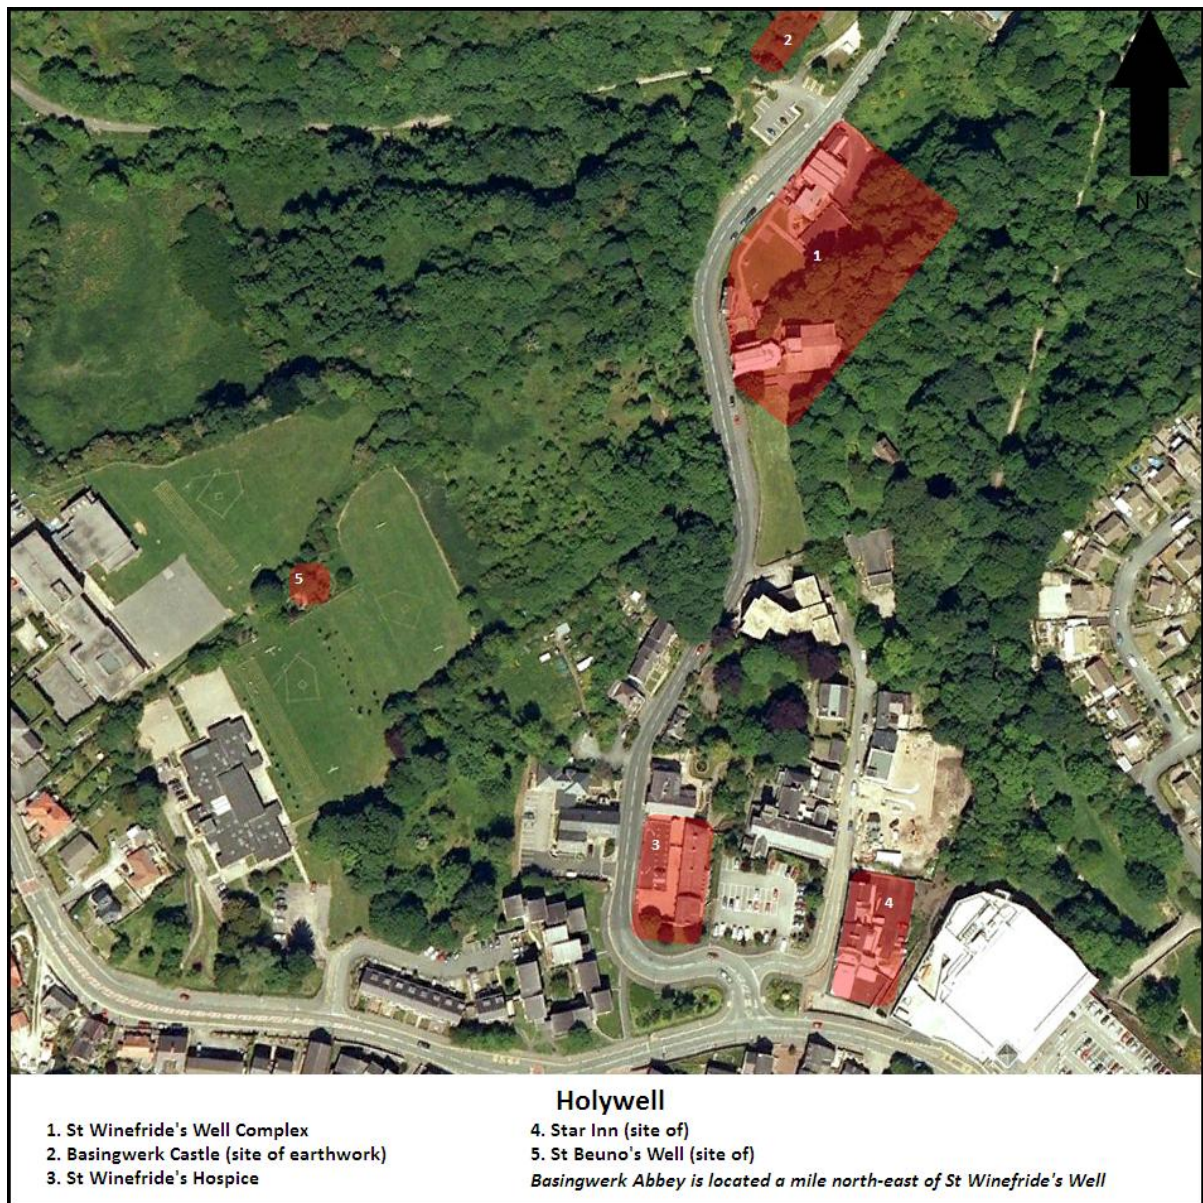 2
N
1
5
3
4
Holywell
1. St Winefride's Well Complex
2. Basingwerk Castle (site of earthwork)
3. St Winefride's Hospice
4. Star Inn (site of)
5. St Beuno's Well (site of)
Basingwerk Abbey is located a mile north-east of St Winefride's Well